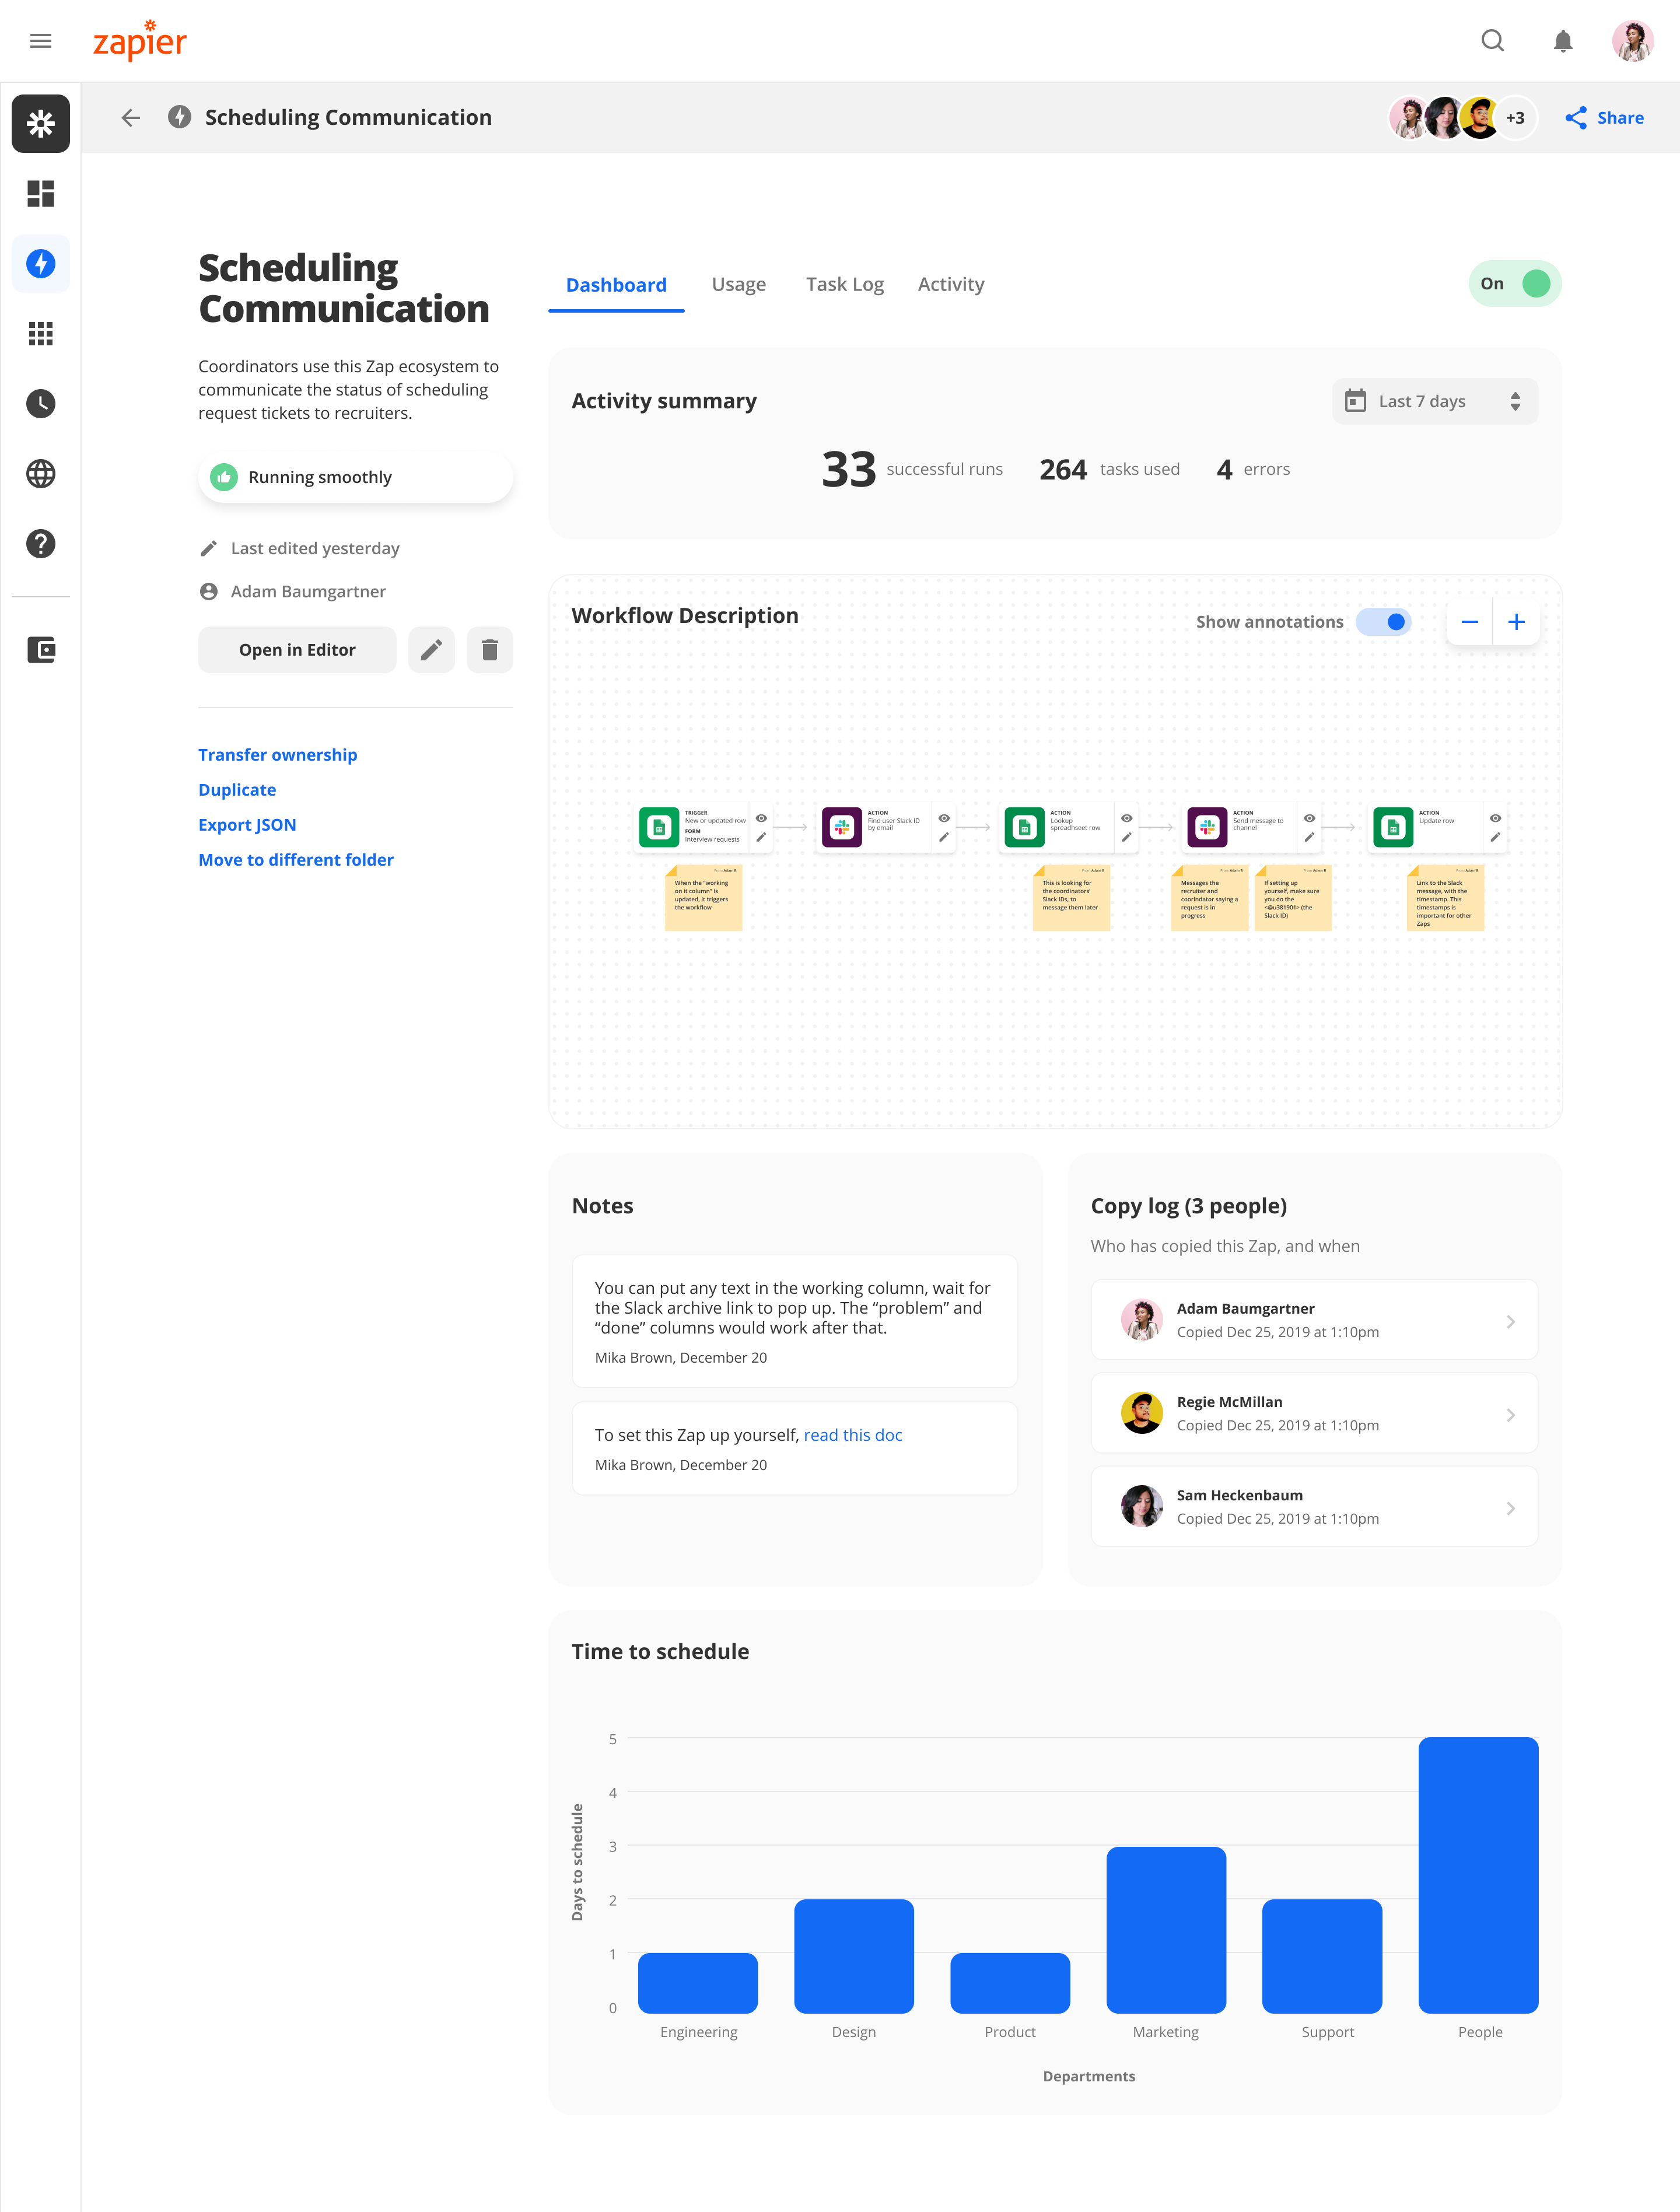 zapier
Scheduling Communication
+3
Share
Scheduling
Communication
Coordinators use this Zap ecosystem to
communicate the status of scheduling
request tickets to recruiters.
Running smoothly
Last edited yesterday
Adam Baumgartner
Open in Editor
Transfer ownership
Duplicate
Export JSON
Move to different folder
Dashboard
Usage
Task Log
Activity
On
Activity summary
Last 7 days
33 successful runs
264 tasks used
4 errors
Workflow Description
Show annotations
TRIGGER
New or updated row
FORM
Interview requests
ACTION
Find user Slack ID
by email
ACTION
Lookup
spreadhseet row
ACTION
Send message to
channel
ACTION
Update row
From Adam B
When the "working
on it column" is
updated, it triggers
the workflow
From Adam B
This is looking for
the coordinators'
Slack IDs, to
message them later
From Adam B
Messages the
recruiter and
coorindator saying a
request is in
progress
From Adam B
If setting up
yourself, make sure
you do the
<@u381901> (the
Slack ID)
From Adam B
Link to the Slack
message, with the
timestamp. This
timestamps is
important for other
Zaps
Notes
You can put any text in the working column, wait for
the Slack archive link to pop up. The “problem” and
“done” columns would work after that.
Mika Brown, December 20
To set this Zap up yourself, read this doc
Mika Brown, December 20
Copy log (3 people)
Who has copied this Zap, and when
Adam Baumgartner
Copied Dec 25, 2019 at 1:10pm
Regie McMillan
Copied Dec 25, 2019 at 1:10pm
Sam Heckenbaum
Copied Dec 25, 2019 at 1:10pm
Time to schedule
Days to schedule
5
4
3
2
1
0
Engineering
Design
Product
Marketing
Support
People
Departments